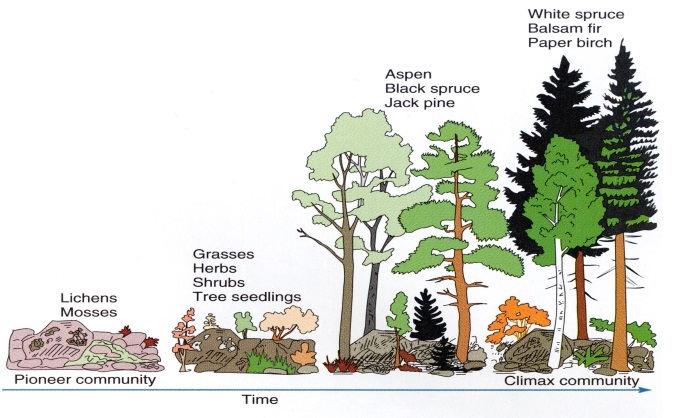 White spruce
Balsam fir
Paper birch
Aspen
Black spruce
Jack pine
Grasses
Herbs
Shrubs
Tree seedlings
Lichens
Mosses
Pioneer community
Climax community
Time